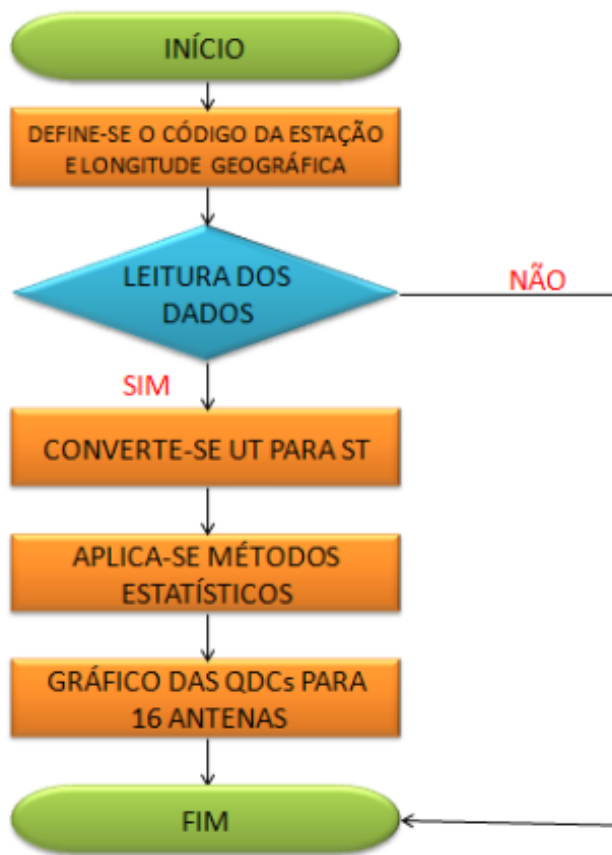 INÍCIO
DEFINE-SE O CÓDIGO DA ESTAÇÃO
E LONGITUDE GEOGRÁFICA
LEITURA DOS
DADOS
NÃO
SIM
CONVERTE-SE UT PARA ST
APLICA-SE MÉTODOS
ESTATÍSTICOS
GRÁFICO DAS QDCs PARA
16 ANTENAS
FIM